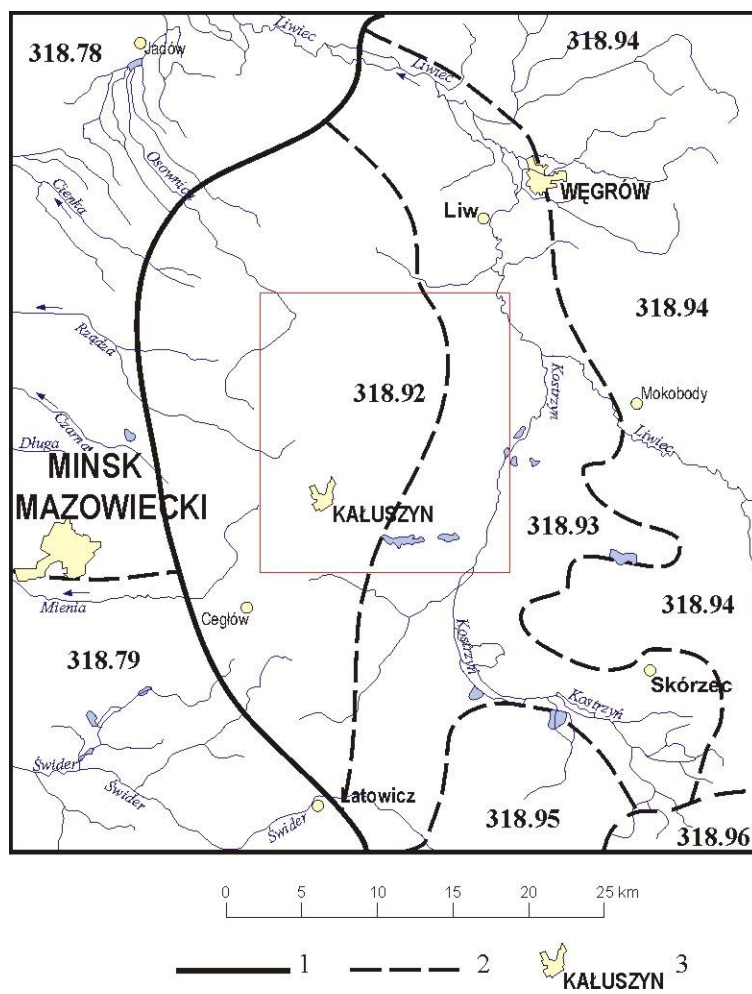 318.78
Jadów
Liwiec
Liwiec
Liwiec
318.94
Osownica
Cienka
WĘGRÓW
Liw
318.94
Rządza
318.92
Kostrzyń
Mokobody
Liwiec
Czarna
Długa
MIŃSK
MAZOWIECKI
KAŁUSZYN
318.93
Mienia
Cegłów
318.94
318.79
Kostrzyń
Skórzec
Kostrzyń
Świder
Świder
Świder
Latowicz
318.95
318.96
0 5 10 15 20 25 km
1 2 KAŁUSZYN 3